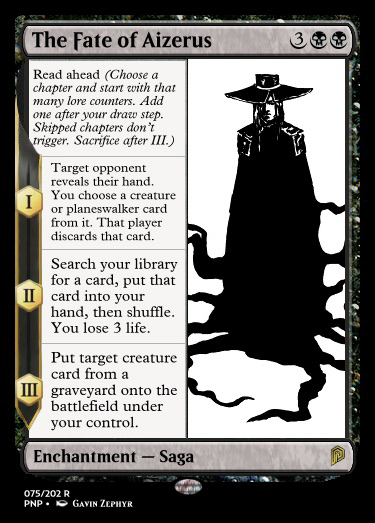 The Fate of Aizerus 3
Read ahead (Choose a
chapter and start with that
many lore counters. Add
one after your draw step.
Skipped chapters don't
trigger. Sacrifice after III.)
I
Target opponent
reveals their hand.
You choose a creature
or planeswalker card
from it. That player
discards that card.
II
Search your library
for a card, put that
card into your
hand, then shuffle.
You lose 3 life.
III
Put target creature
card from a
graveyard onto the
battlefield under
your control.
Enchantment — Saga
075/202 R
PNP • Gavin Zephyr